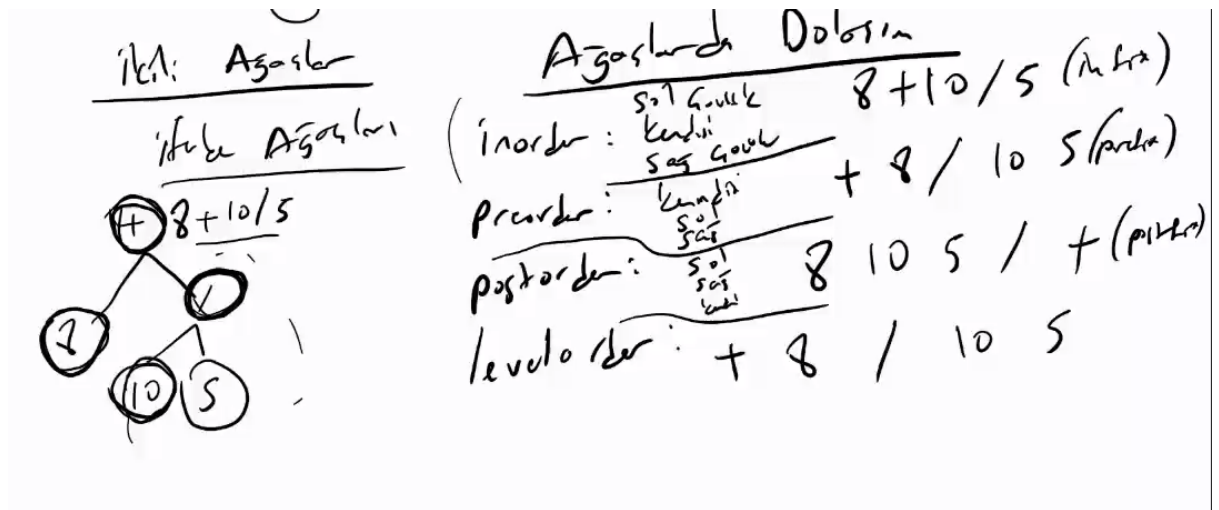 İkili Ağaçlar
İfade Ağaçları
8+10/5
+
8
/
10 5
Ağaçlarda Dolaşım
inorder: sol çocuk
kendisi
sağ çocuk
8+10/5 (infix)
preorder: kendisi
sol
sağ
+ 8 / 10 5 (prefix)
postorder: sol
sağ
kendi
8 10 5 / + (postfix)
levelorder: + 8 / 10 5